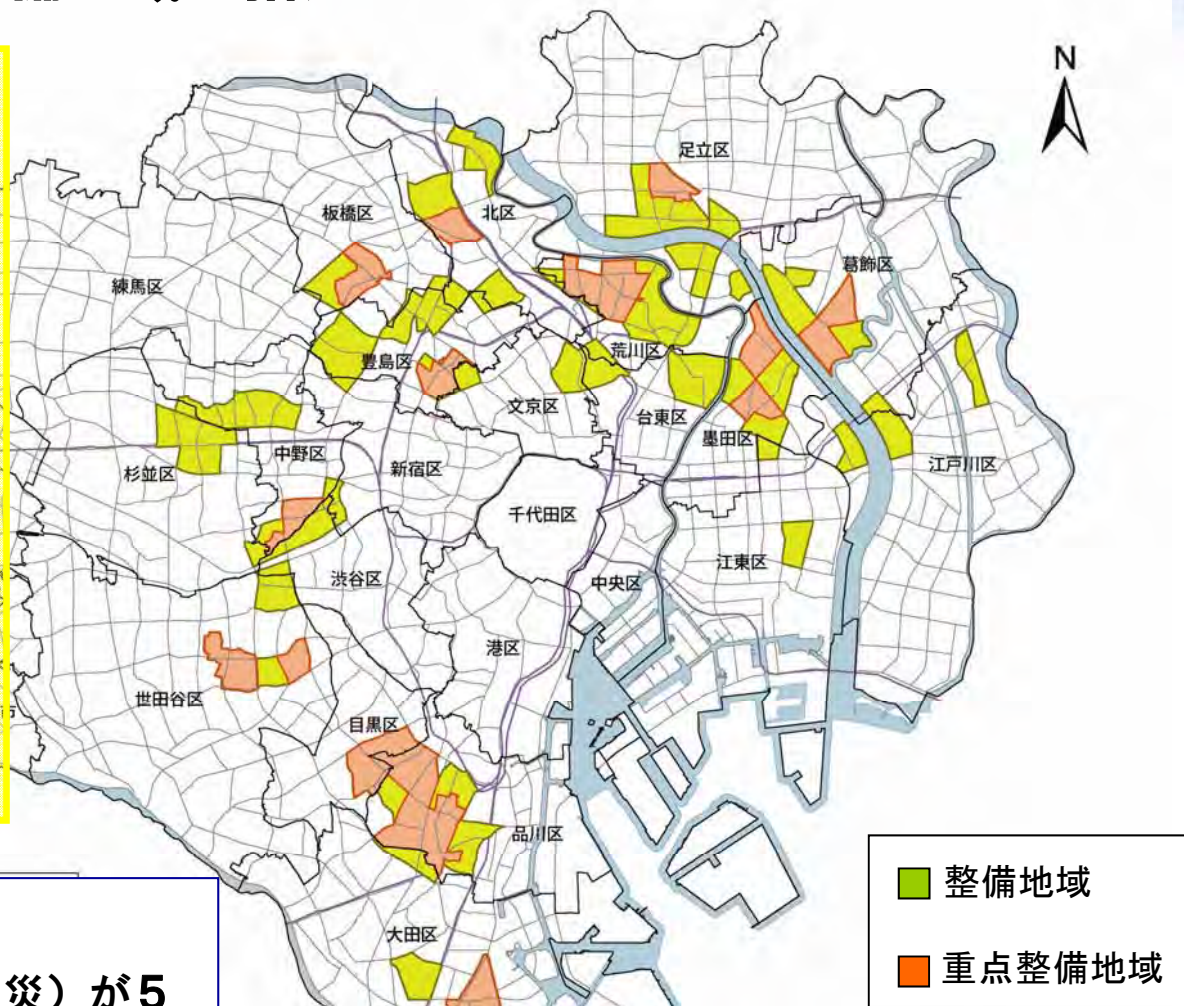 N
足立区
板橋区
北区
葛飾区
練馬区
荒川区
豊島区
文京区
台東区
墨田区
中野区
新宿区
江戸川区
杉並区
千代田区
江東区
渋谷区
中央区
港区
世田谷区
市
目黒区
品川区
整備地域
大田区
重点整備地域
災）が5